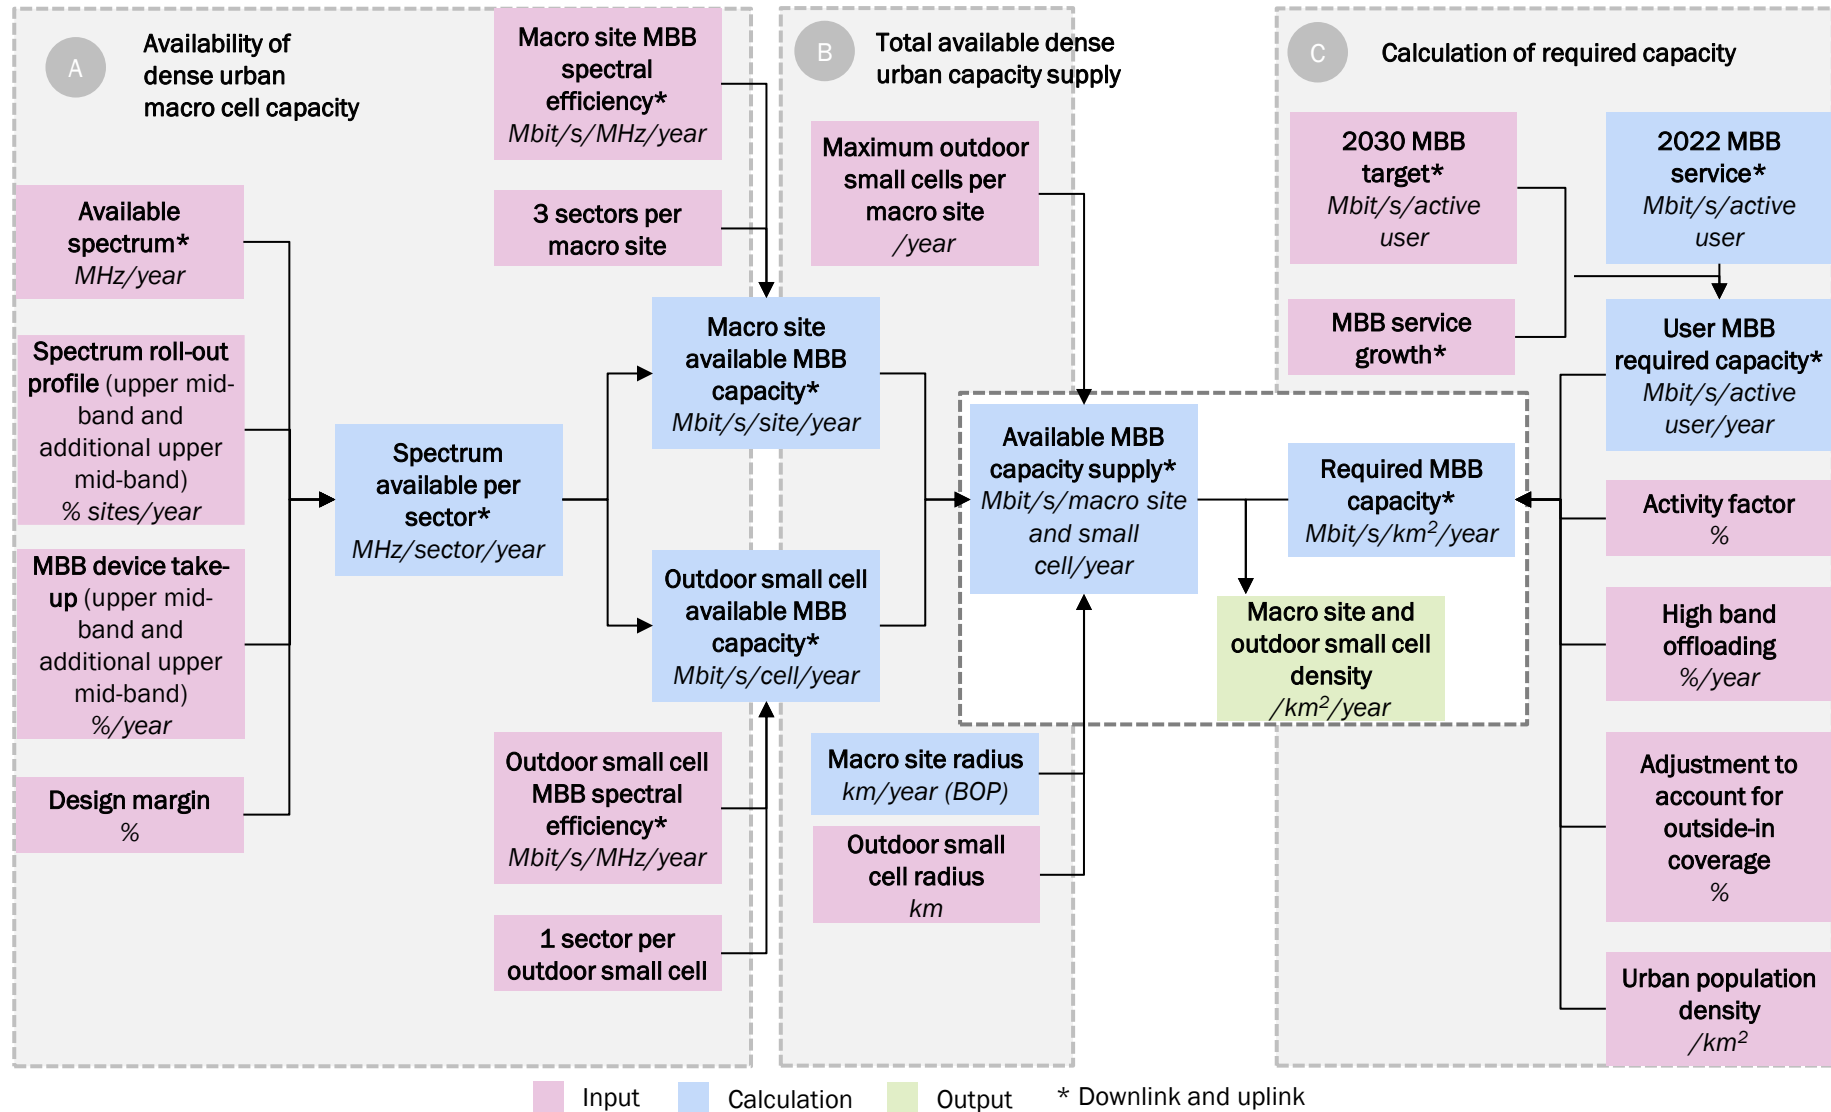 A
Availability of
dense urban
macro cell capacity
Available
spectrum*
MHz/year
Spectrum roll-out
profile (upper mid-
band and
additional upper
mid-band)
% sites/year
MBB device take-
up (upper mid-
band and
additional upper
mid-band)
%/year
Design margin
%
Spectrum
available per
sector*
MHz/sector/year
Macro site MBB
spectral
efficiency*
Mbit/s/MHz/year
3 sectors per
macro site
Macro site
available MBB
capacity*
Mbit/s/site/year
Outdoor small cell
available MBB
capacity*
Mbit/s/cell/year
Outdoor small cell
MBB spectral
efficiency*
Mbit/s/MHz/year
1 sector per
outdoor small cell
B
Total available dense
urban capacity supply
Maximum outdoor
small cells per
macro site
/year
Available MBB
capacity supply*
Mbit/s/macro site
and small
cell/year
Macro site radius
km/year (BOP)
Outdoor small
cell radius
km
C
Calculation of required capacity
2030 MBB
target*
Mbit/s/active
user
2022 MBB
service*
Mbit/s/active
user
MBB service
growth*
User MBB
required capacity*
Mbit/s/active
user/year
Required MBB
capacity*
Mbit/s/km²/year
Macro site and
outdoor small cell
density
/km²/year
Activity factor
%
High band
offloading
%/year
Adjustment to
account for
outside-in
coverage
%
Urban population
density
/km²
Input
Calculation
Output
* Downlink and uplink